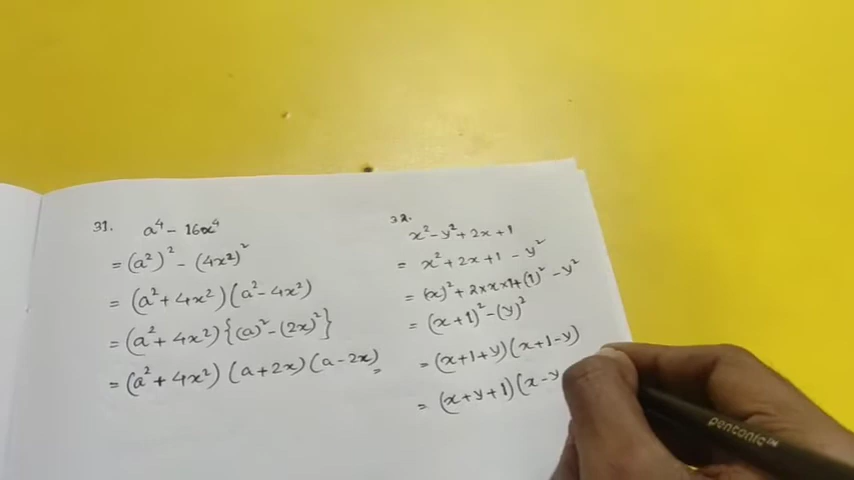 31. a⁴ - 16x⁴
= (a²)² - (4x²)²
= (a² + 4x²)(a² - 4x²)
= (a² + 4x²){(a)² - (2x)²}
= (a² + 4x²)(a + 2x)(a - 2x)
32.
x² - y² + 2x + 1
= x² + 2x + 1 - y²
= (x)² + 2×x×1 + (1)² - y²
= (x + 1)² - (y)²
= (x + 1 + y)(x + 1 - y)
= (x + y + 1)(x - y
pentonic™